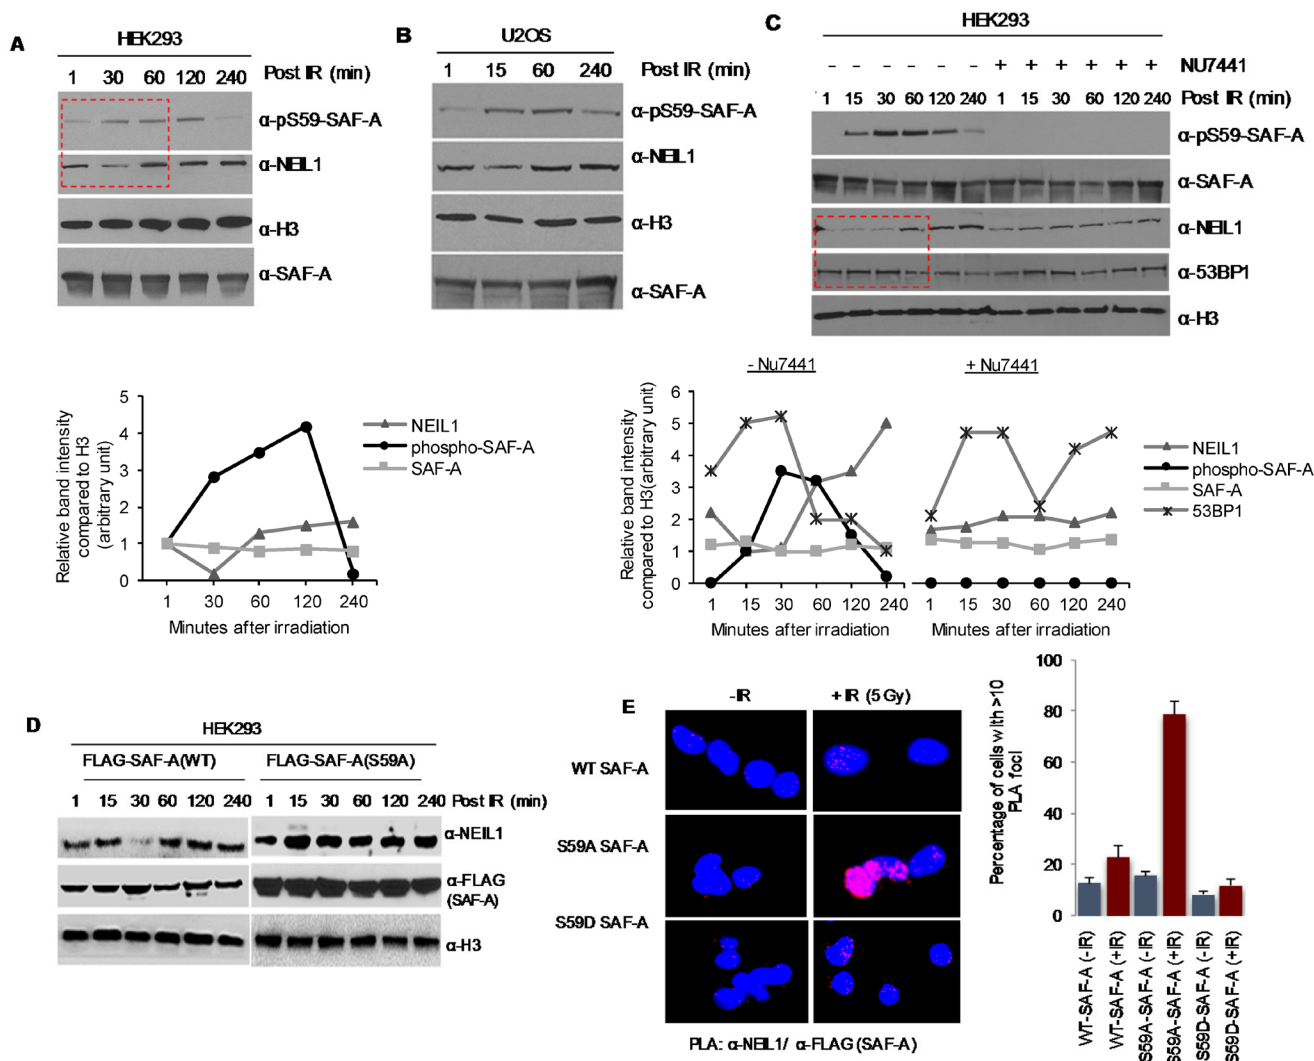 A
HEK293
1 30 60 120 240 Post IR (min)
α-pS59-SAF-A
α-NEIL1
α-H3
α-SAF-A
B
U2OS
1 15 60 240 Post IR (min)
α-pS59-SAF-A
α-NEIL1
α-H3
α-SAF-A
C
HEK293
– – – – – – + + + + + + NU7441
1 15 30 60 120 240 1 15 30 60 120 240 Post IR (min)
α-pS59-SAF-A
α-SAF-A
α-NEIL1
α-53BP1
α-H3
Relative band intensity
compared to H3
(arbitrary unit)
5
4
3
2
1
0
1 30 60 120 240
Minutes after irradiation
NEIL1
phospho-SAF-A
SAF-A
- Nu7441
+ Nu7441
Relative band intensity
compared to H3(arbitrary unit)
6
5
4
3
2
1
0
1 15 30 60 120 240
Minutes after irradiation
1 15 30 60 120 240
Minutes after irradiation
NEIL1
phospho-SAF-A
SAF-A
53BP1
D
HEK293
FLAG-SAF-A(WT) FLAG-SAF-A(S59A)
1 15 30 60 120 240 1 15 30 60 120 240 Post IR (min)
α-NEIL1
α-FLAG
(SAF-A)
α-H3
E
-IR +IR (5 Gy)
WT SAF-A
S59A SAF-A
S59D SAF-A
PLA: α-NEIL1/ α-FLAG (SAF-A)
Percentage of cells with >10
PLA foci
100
80
60
40
20
0
WT-SAF-A (-IR)
WT-SAF-A (+IR)
S59A-SAF-A (-IR)
S59A-SAF-A (+IR)
S59D-SAF-A (-IR)
S59D-SAF-A (+IR)